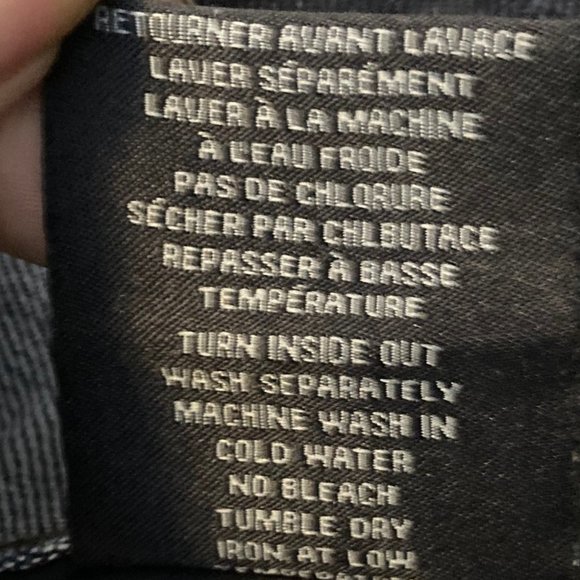 RETOURNER AVANT LAVAGE
LAVER SÉPARÉMENT
LAVER À LA MACHINE
À L'EAU FROIDE
PAS DE CHLORURE
SÉCHER PAR CHLBUTAGE
REPASSER À BASSE
TEMPÉRATURE
TURN INSIDE OUT
WASH SEPARATELY
MACHINE WASH IN
COLD WATER
NO BLEACH
TUMBLE DRY
IRON AT LOW